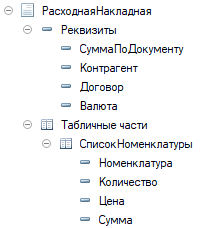 РасходнаяНакладная
Реквизиты
СуммаПоДокументу
Контрагент
Договор
Валюта
Табличные части
СписокНоменклатуры
Номенклатура
Количество
Цена
Сумма